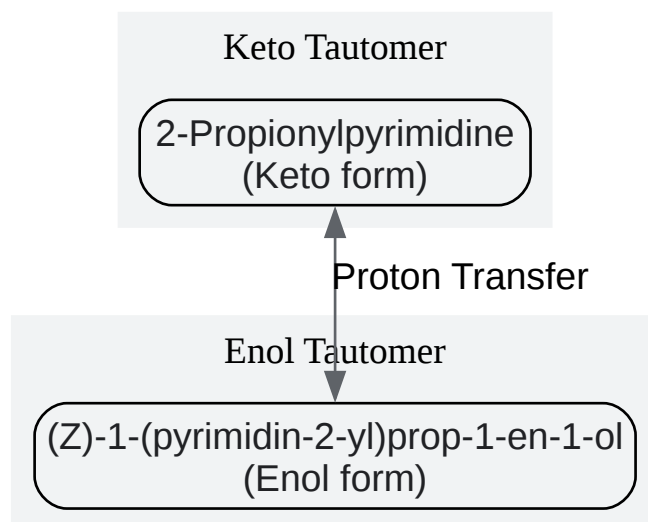 Keto Tautomer
2-Propionylpyrimidine
(Keto form)
Proton Transfer
Enol Tautomer
(Z)-1-(pyrimidin-2-yl)prop-1-en-1-ol
(Enol form)